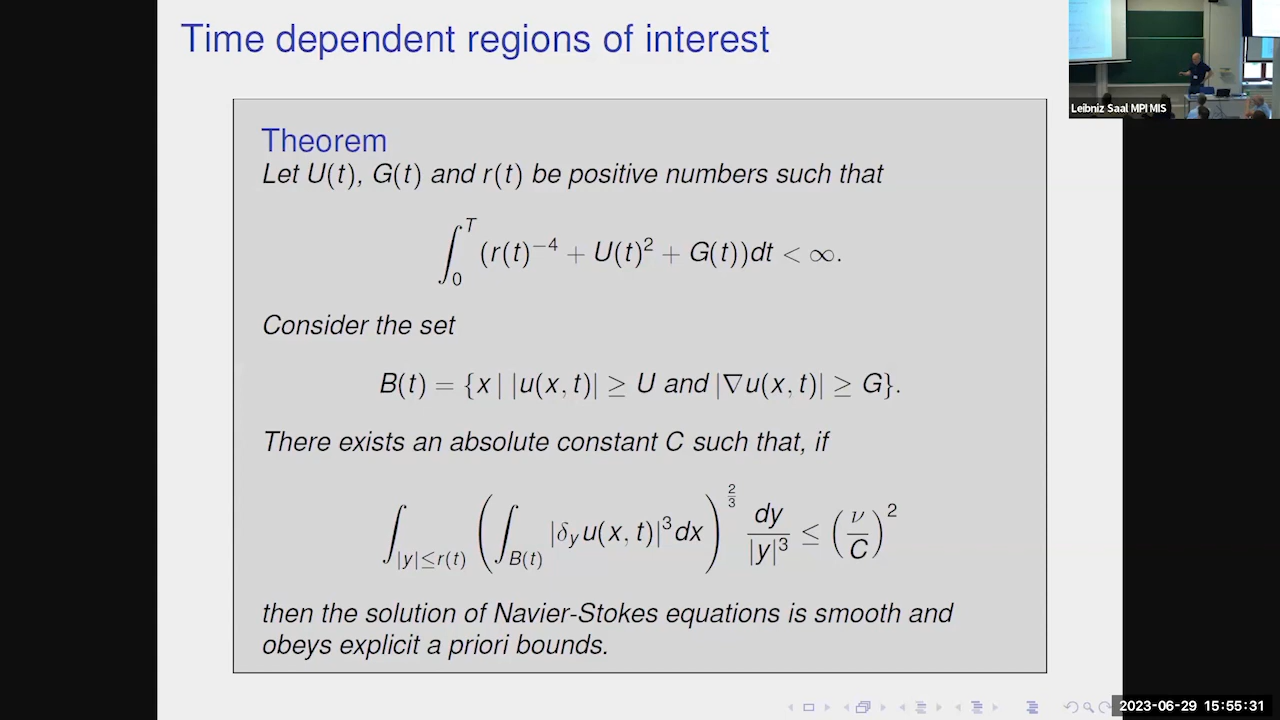 Time dependent regions of interest
Leibniz Saal MPI MIS
Theorem
Let U(t), G(t) and r(t) be positive numbers such that
∫_0^T (r(t)^{−4} + U(t)^2 + G(t))dt < ∞.
Consider the set
B(t) = {x | |u(x, t)| ≥ U and |∇u(x, t)| ≥ G}.
There exists an absolute constant C such that, if
∫_{|y|≤r(t)} (∫_{B(t)} |δ_y u(x, t)|^3 dx)^{2/3} dy/|y|^3 ≤ (ν/C)^2
then the solution of Navier-Stokes equations is smooth and
obeys explicit a priori bounds.
2023-06-29 15:55:31